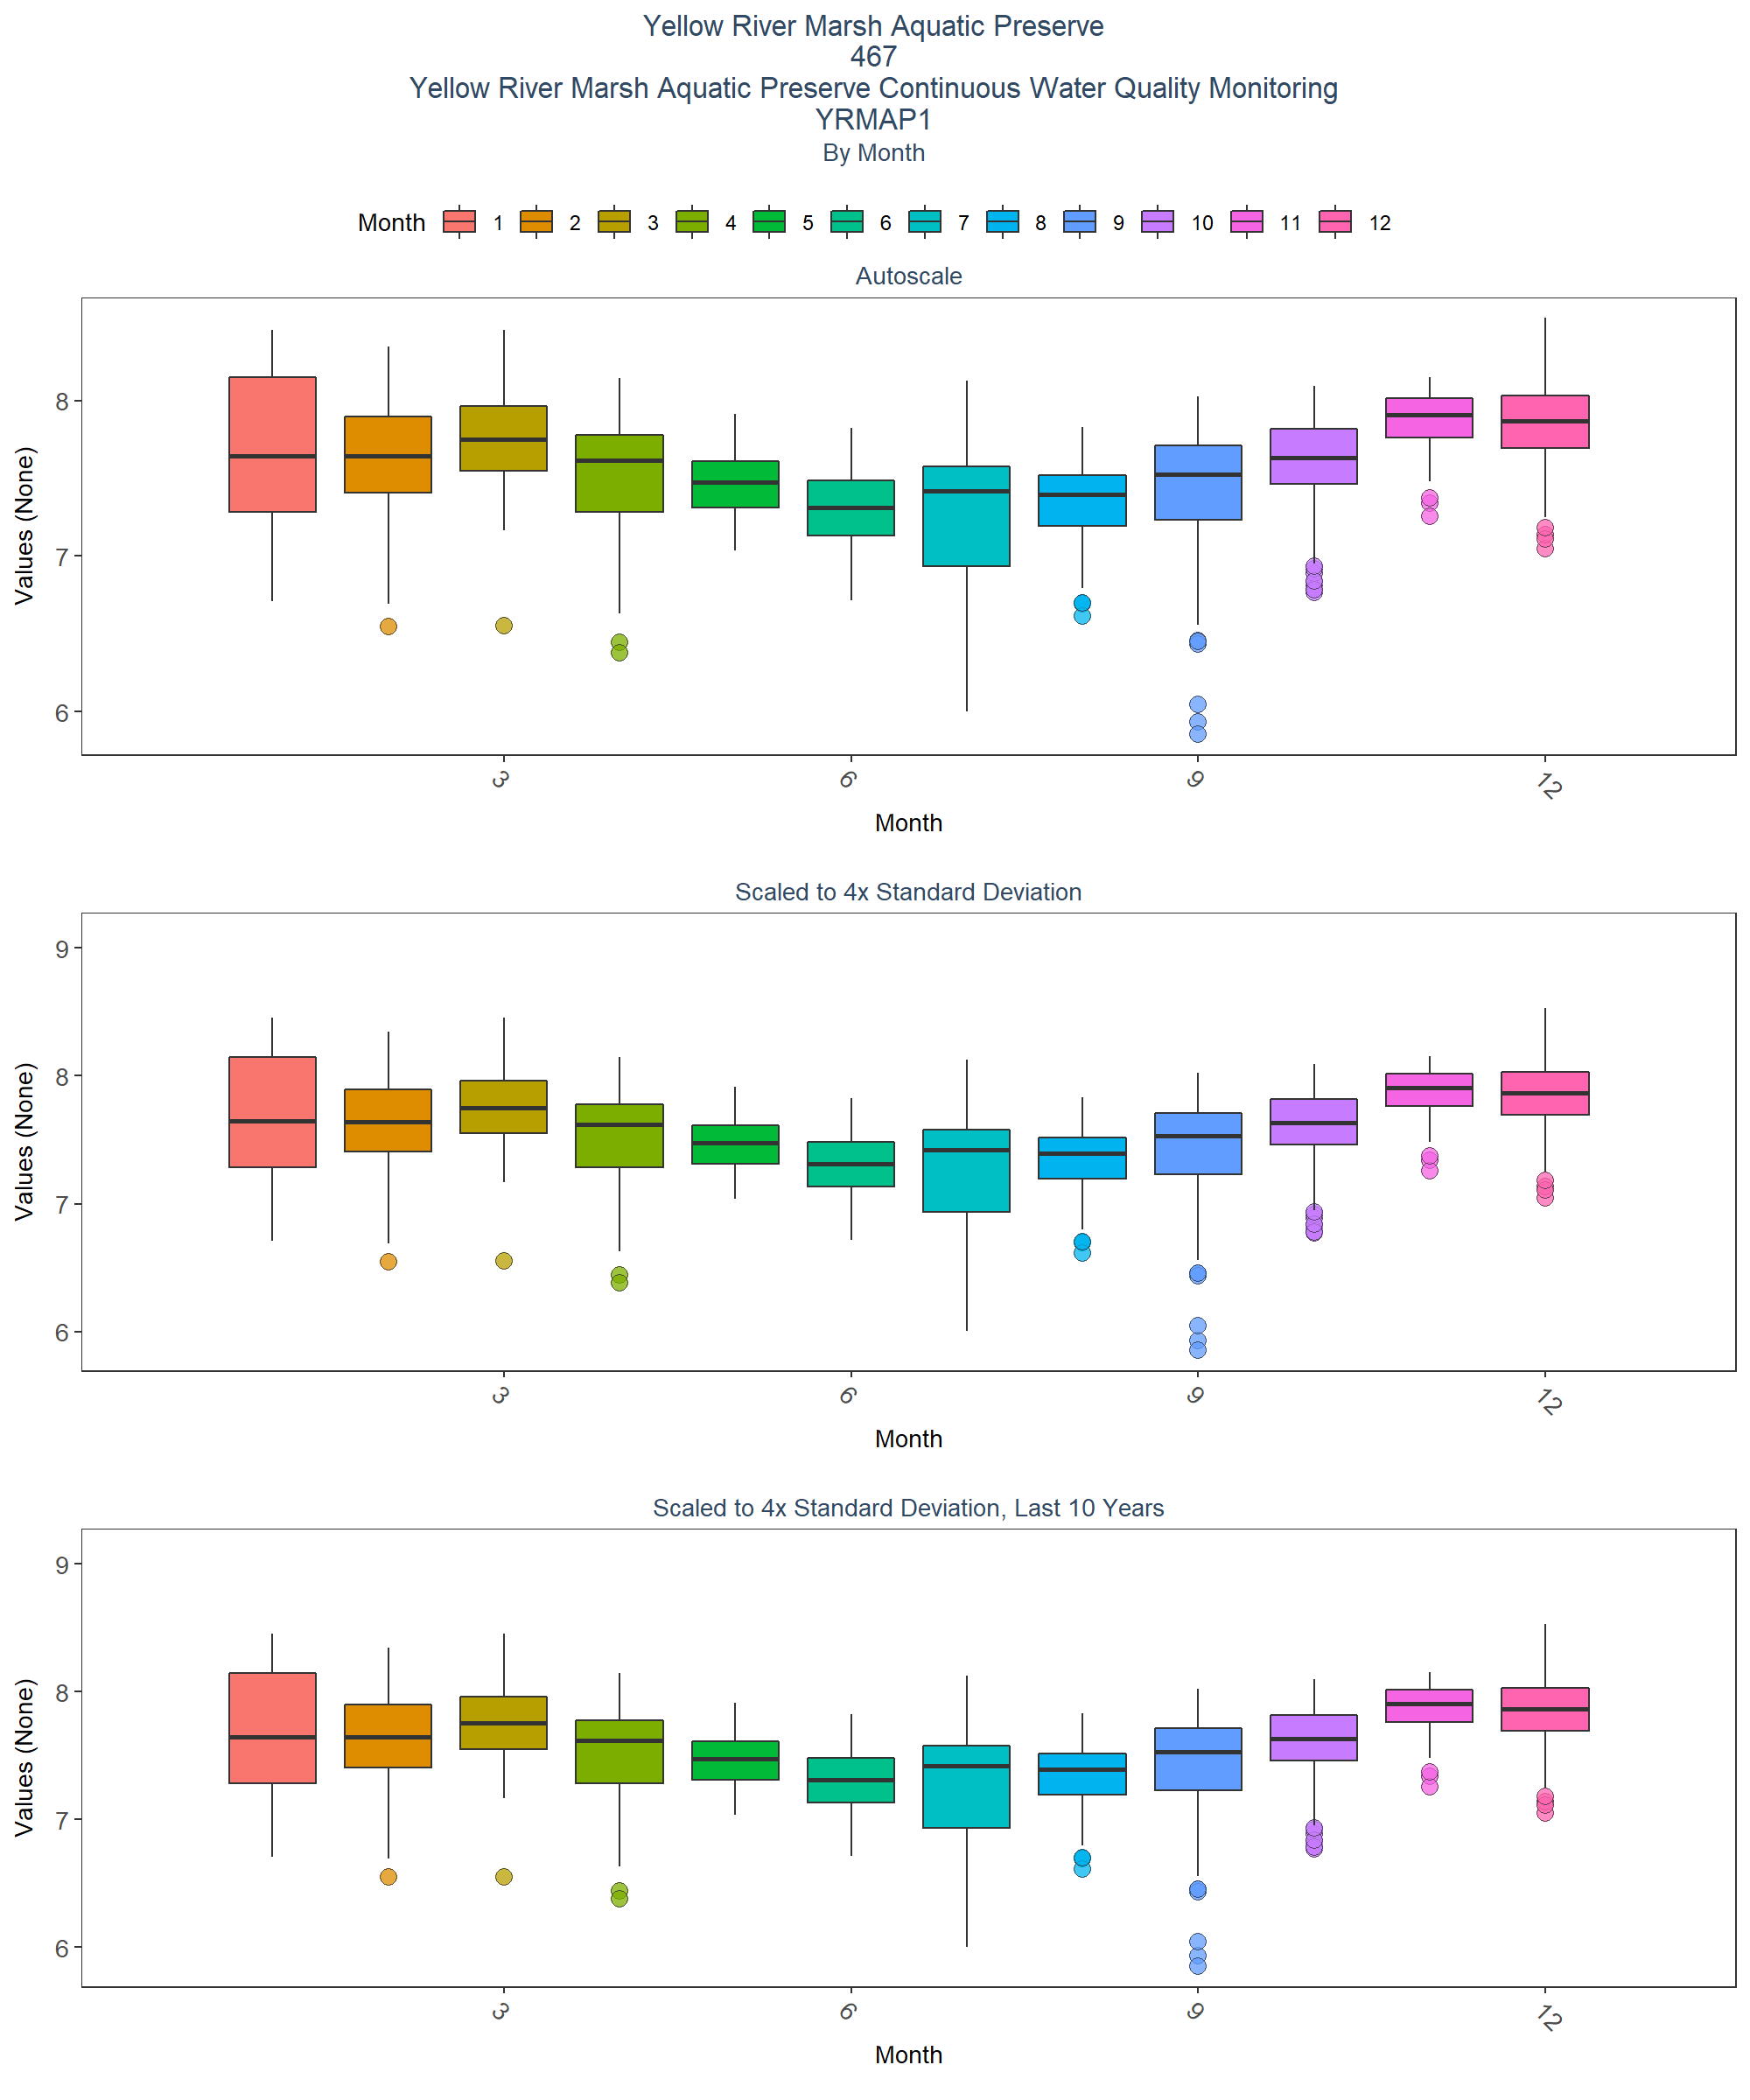 Yellow River Marsh Aquatic Preserve
467
Yellow River Marsh Aquatic Preserve Continuous Water Quality Monitoring
YRMAP1
By Month
Month 1 2 3 4 5 6 7 8 9 10 11 12
Autoscale
Values (None)
8
7
6
3 6 9 12
Month
Scaled to 4x Standard Deviation
Values (None)
9
8
7
6
3 6 9 12
Month
Scaled to 4x Standard Deviation, Last 10 Years
Values (None)
9
8
7
6
3 6 9 12
Month